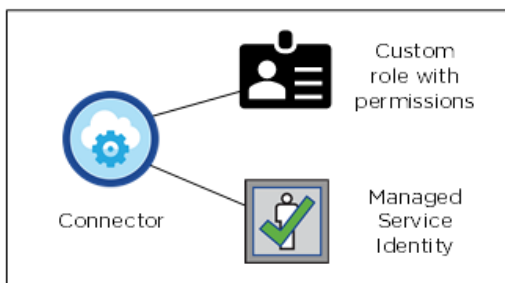 Custom
role with
permissions
Connector
Managed
Service
Identity